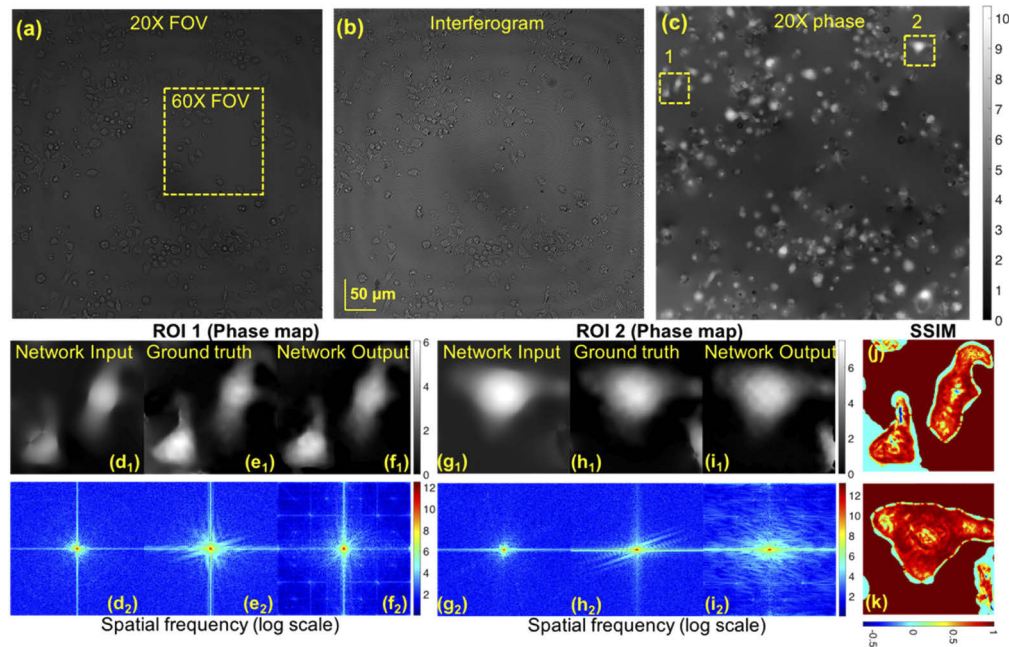 (a) 20X FOV
60X FOV
(b) Interferogram
50 µm
(c) 20X phase
1
2
10
9
8
7
6
5
4
3
2
1
0
ROI 1 (Phase map)
ROI 2 (Phase map)
SSIM
Network Input Ground truth Network Output
(d1) (e1) (f1)
6
4
2
0
Network Input Ground truth Network Output
(g1) (h1) (i1)
6
4
2
0
(j)
(d2) (e2) (f2)
12
10
8
6
4
2
(g2) (h2) (i2)
12
10
8
6
4
2
(k)
Spatial frequency (log scale)
Spatial frequency (log scale)
-0.5 0 0.5 1